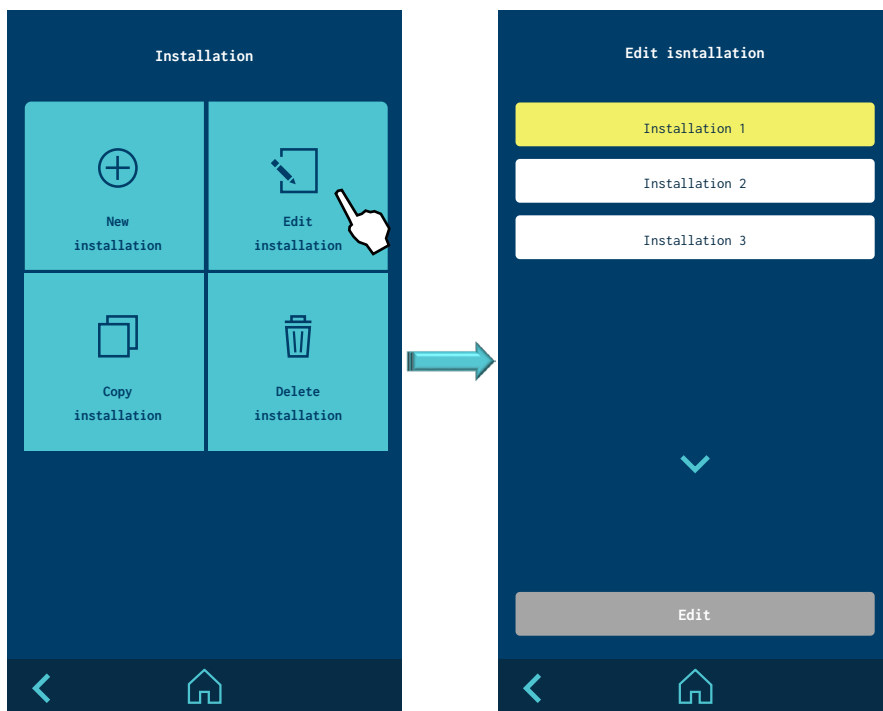 Installation
New
installation
Edit
installation
Copy
installation
Delete
installation
Edit isntallation
Installation 1
Installation 2
Installation 3
Edit